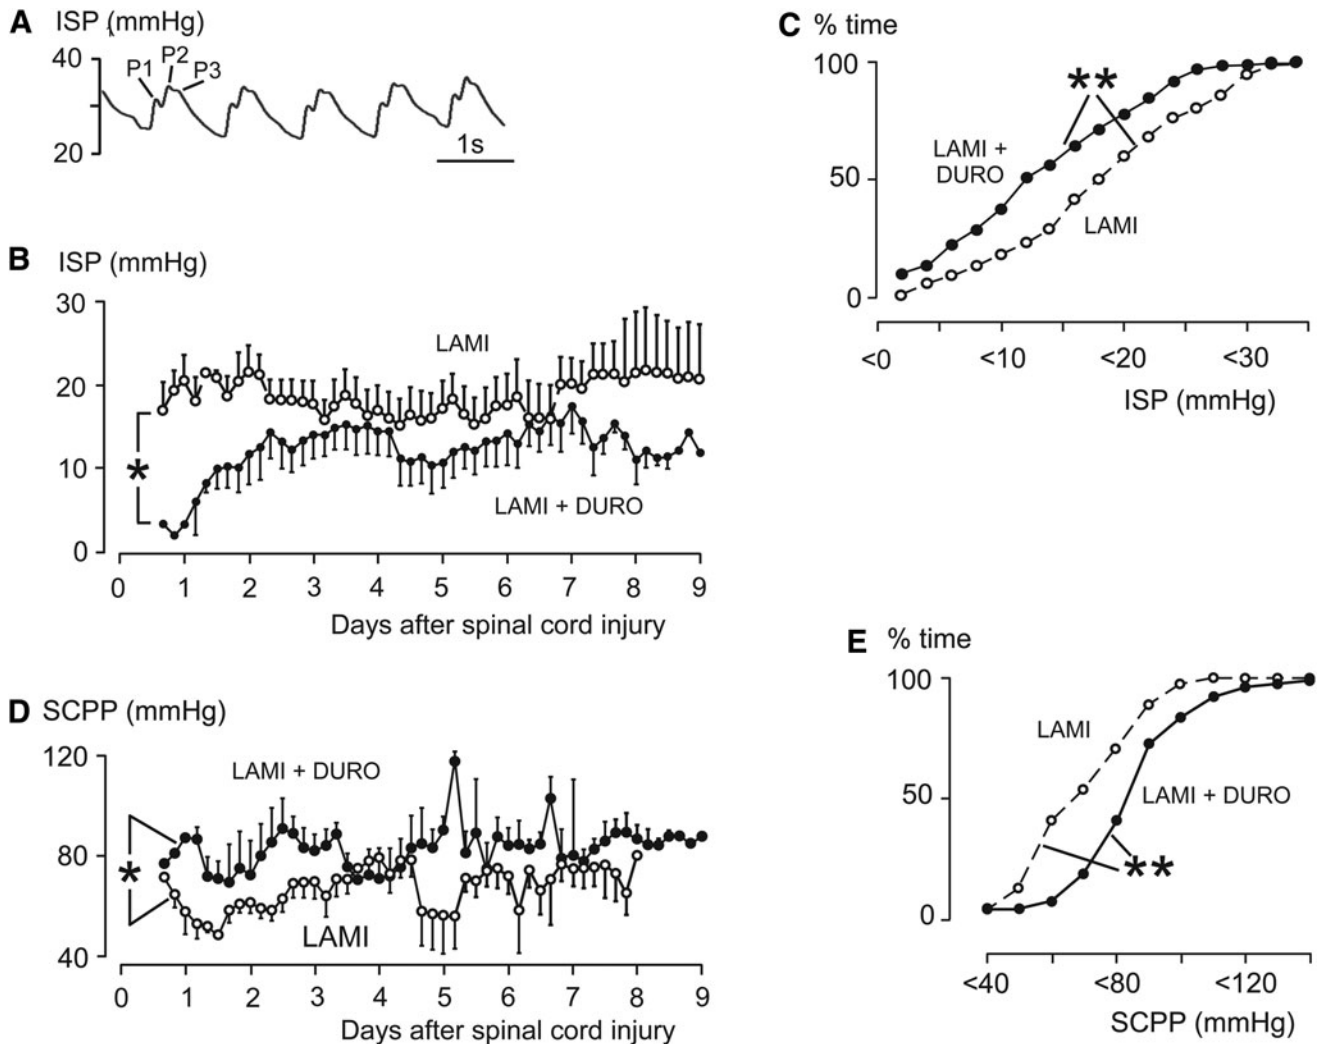 A ISP (mmHg)
40
20
P1
P2
P3
1s
B ISP (mmHg)
30
20
10
0
LAMI
*
LAMI + DURO
0 1 2 3 4 5 6 7 8 9
Days after spinal cord injury
C % time
100
50
0
**
LAMI +
DURO
LAMI
<0 <10 <20 <30
ISP (mmHg)
D SCPP (mmHg)
120
80
40
LAMI + DURO
*
LAMI
0 1 2 3 4 5 6 7 8 9
Days after spinal cord injury
E % time
100
50
0
LAMI
LAMI + DURO
**
<40 <80 <120
SCPP (mmHg)